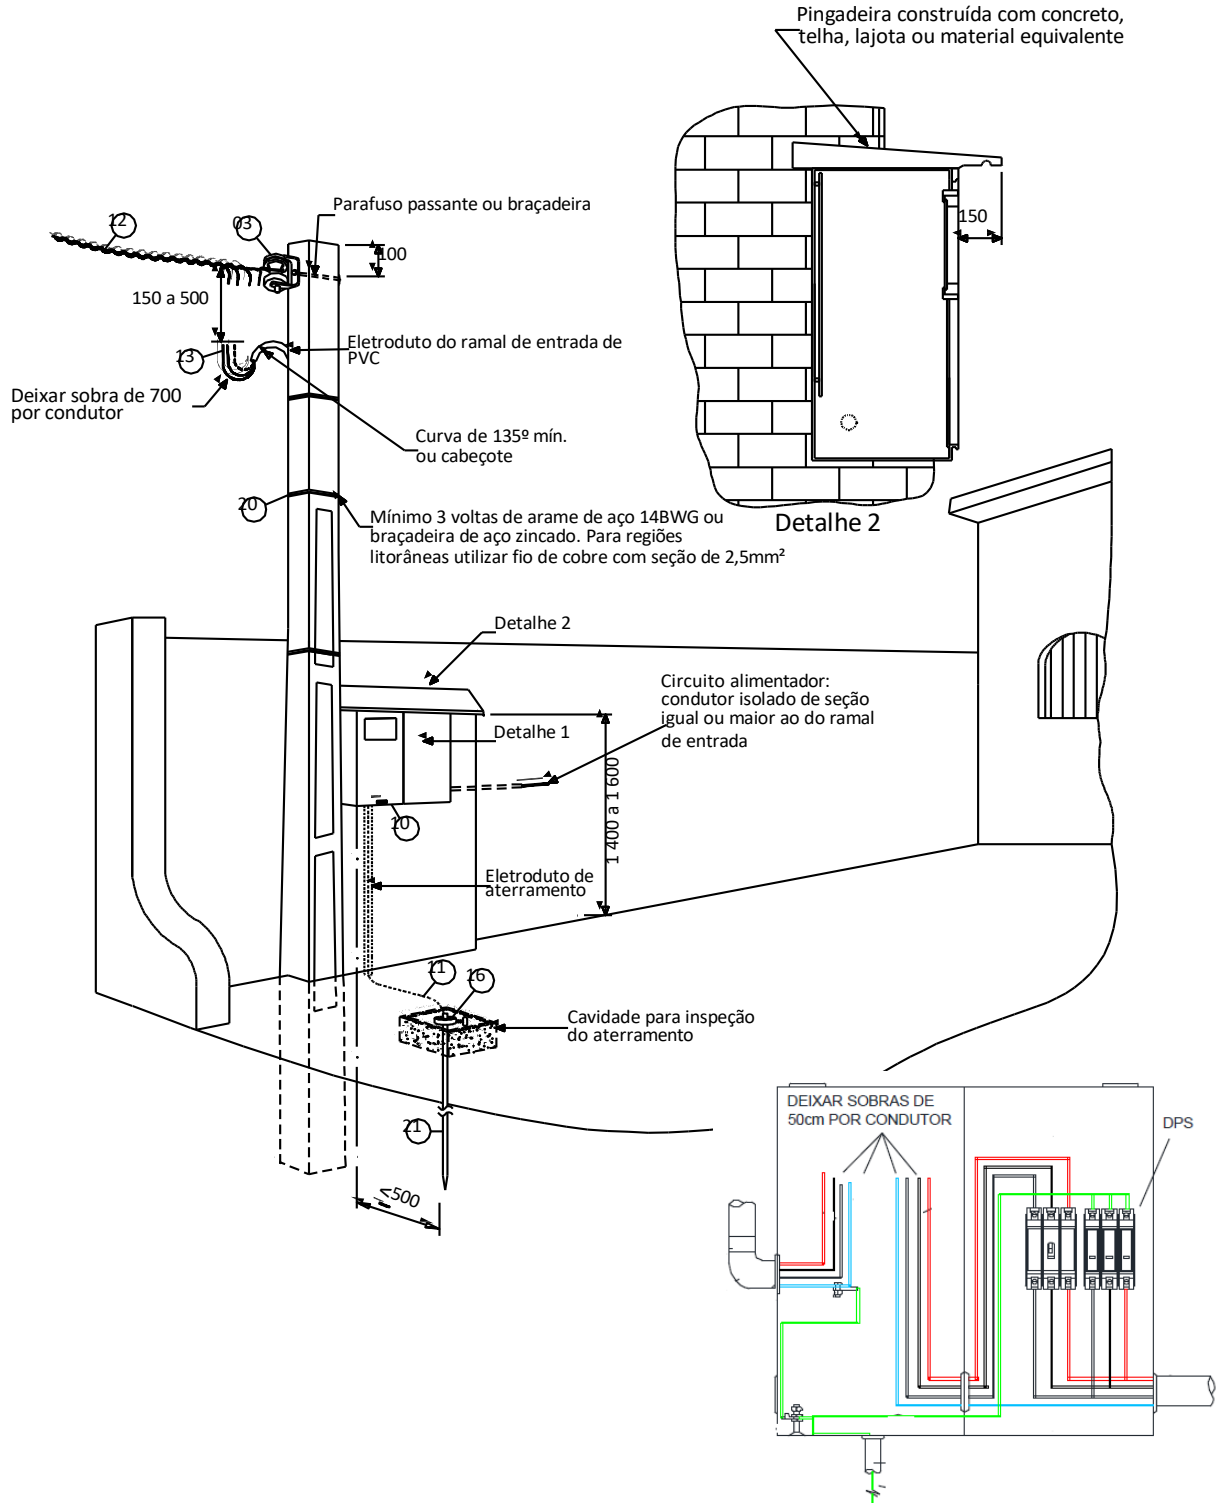 Pingadeira construída com concreto,
telha, lajota ou material equivalente
150
Detalhe 2
12
03
Parafuso passante ou braçadeira
100
150 a 500
13
Eletroduto do ramal de entrada de
PVC
Deixar sobra de 700
por condutor
Curva de 135º mín.
ou cabeçote
20
Mínimo 3 voltas de arame de aço 14BWG ou
braçadeira de aço zincado. Para regiões
litorâneas utilizar fio de cobre com seção de 2,5mm²
Detalhe 2
Circuito alimentador:
condutor isolado de seção
igual ou maior ao do ramal
de entrada
Detalhe 1
1 400 a 1 600
10
Eletroduto de
aterramento
11
16
Cavidade para inspeção
do aterramento
21
<500
DEIXAR SOBRAS DE
50cm POR CONDUTOR
DPS